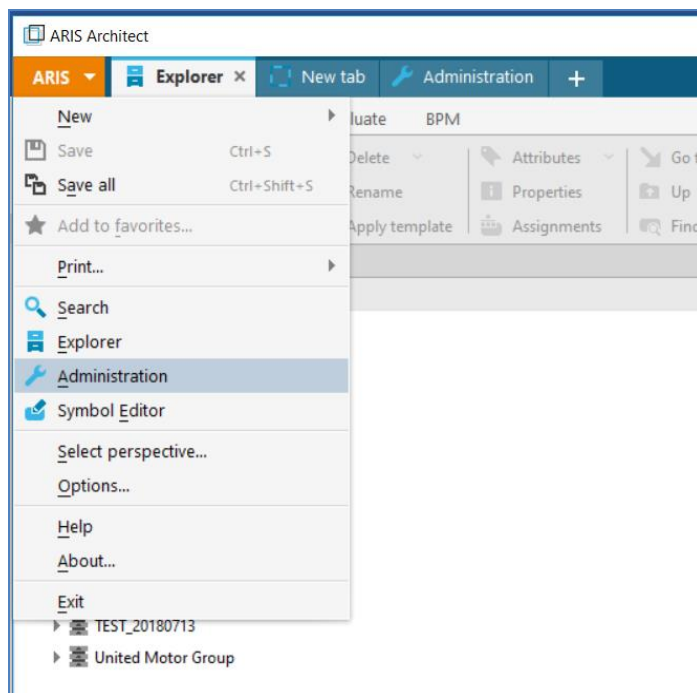 ARIS Architect
ARIS Explorer × New tab Administration +
New luate BPM
Save Ctrl+S Delete Attributes Go t
Save all Ctrl+Shift+S Rename Properties Up
Add to favorites... Apply template Assignments Find
Print...
Search
Explorer
Administration
Symbol Editor
Select perspective...
Options...
Help
About...
Exit
TEST_20180713
United Motor Group